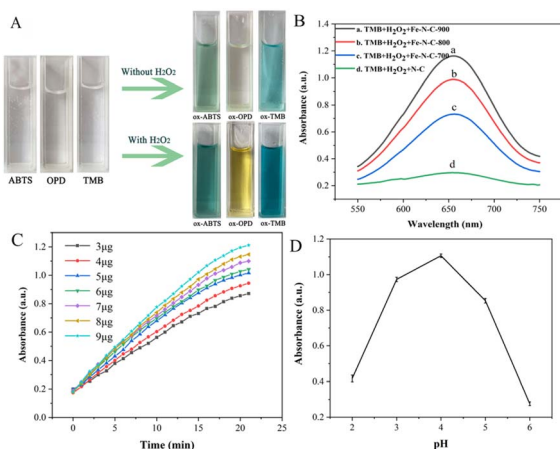 A
ABTS OPD TMB
Without H2O2
With H2O2
ox-ABTS ox-OPD ox-TMB
ox-ABTS ox-OPD ox-TMB
B
Absorbance (a.u.)
1.4
1.2
1.0
0.8
0.6
0.4
0.2
a. TMB+H2O2+Fe-N-C-900
b. TMB+H2O2+Fe-N-C-800
c. TMB+H2O2+Fe-N-C-700
d. TMB+H2O2+N-C
a
b
c
d
550 600 650 700 750
Wavelength (nm)
C
Absorbance (a.u.)
1.2
1.0
0.8
0.6
0.4
0.2
0.0
3μg
4μg
5μg
6μg
7μg
8μg
9μg
0 5 10 15 20 25
Time (min)
D
Absorbance (a.u.)
1.2
1.0
0.8
0.6
0.4
0.2
2 3 4 5 6
pH